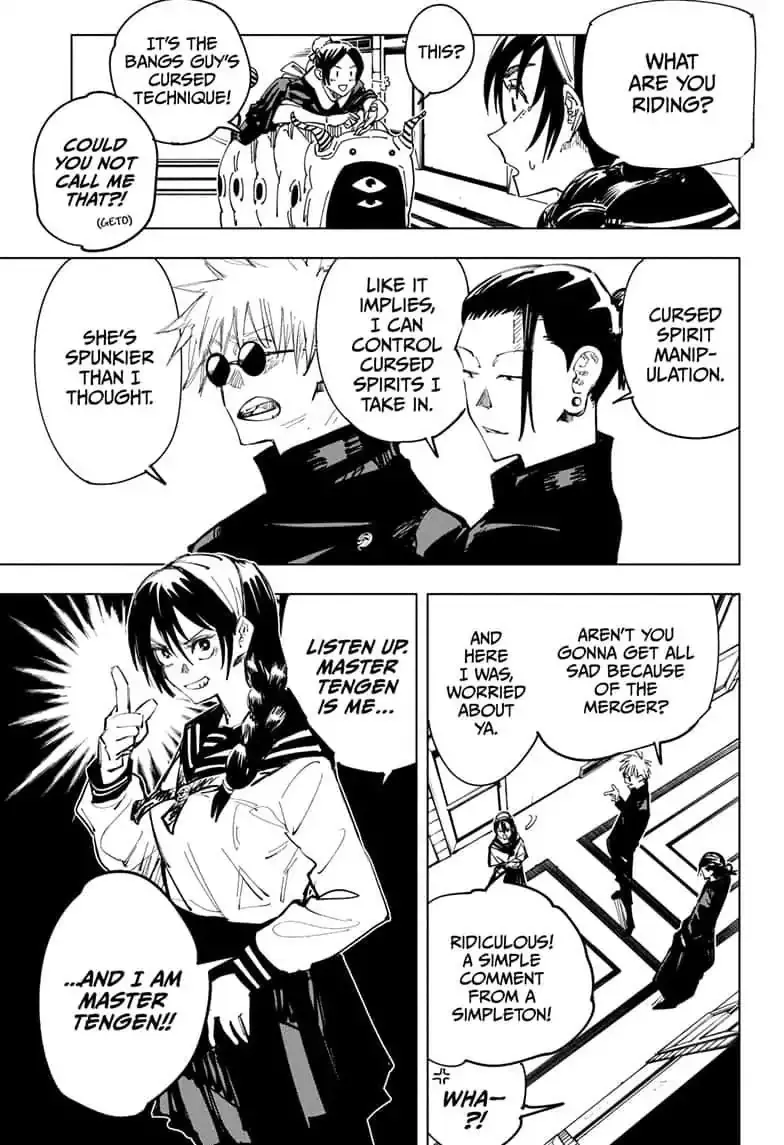 WHAT
ARE YOU
RIDING?
THIS?
IT'S THE
BANGS GUY'S
CURSED
TECHNIQUE!
COULD
YOU NOT
CALL ME
THAT?!
(GETO)
CURSED
SPIRIT
MANIP-
ULATION.
LIKE IT
IMPLIES,
I CAN
CONTROL
CURSED
SPIRITS I
TAKE IN.
SHE'S
SPUNKIER
THAN I
THOUGHT.
AREN'T YOU
GONNA GET ALL
SAD BECAUSE
OF THE
MERGER?
AND
HERE
I WAS,
WORRIED
ABOUT
YA.
RIDICULOUS!
A SIMPLE
COMMENT
FROM A
SIMPLETON!
WHA—
?!
LISTEN UP.
MASTER
TENGEN
IS ME...
...AND I AM
MASTER
TENGEN!!